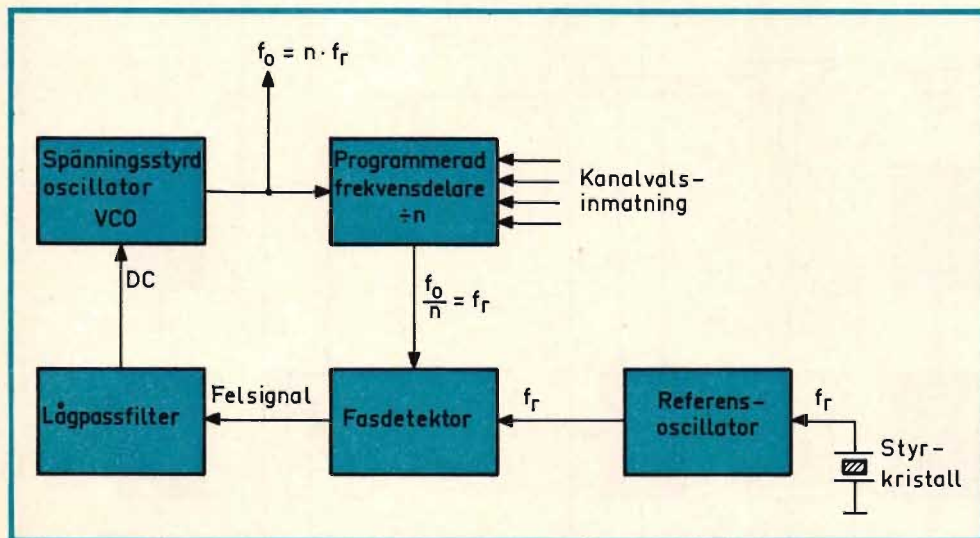 f₀ = n · fᵣ
Spänningsstyrd
oscillator
VCO
Programmerad
frekvensdelare
÷n
Kanalvals-
inmatning
DC
f₀/n = fᵣ
Lågpassfilter
Felsignal
Fasdetektor
fᵣ
Referens-
oscillator
fᵣ
Styr-
kristall